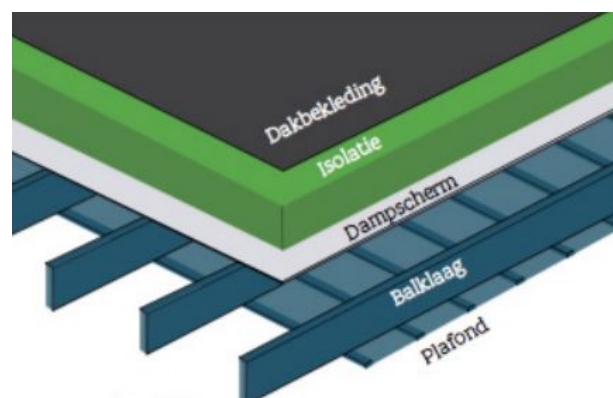 Dakbekleding
Isolatie
Dampscherm
Balklaag
Plafond